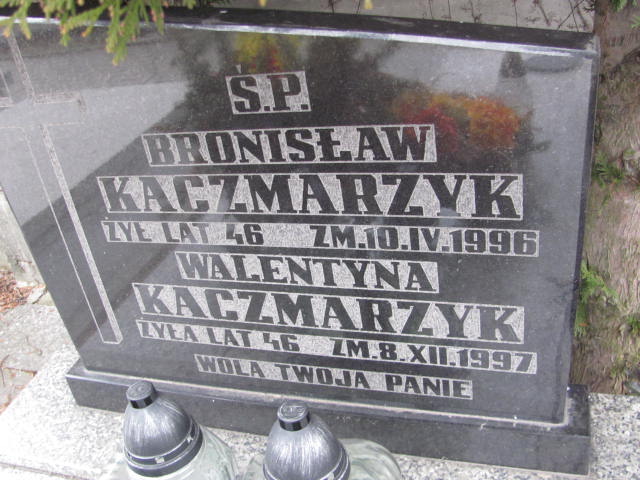 Ś.P.
BRONISŁAW
KACZMARZYK
ŻYŁ LAT 46 ZM.10.IV.1996
WALENTYNA
KACZMARZYK
ŻYŁA LAT 46 ZM.8.XII.1997
WOLA TWOJA PANIE